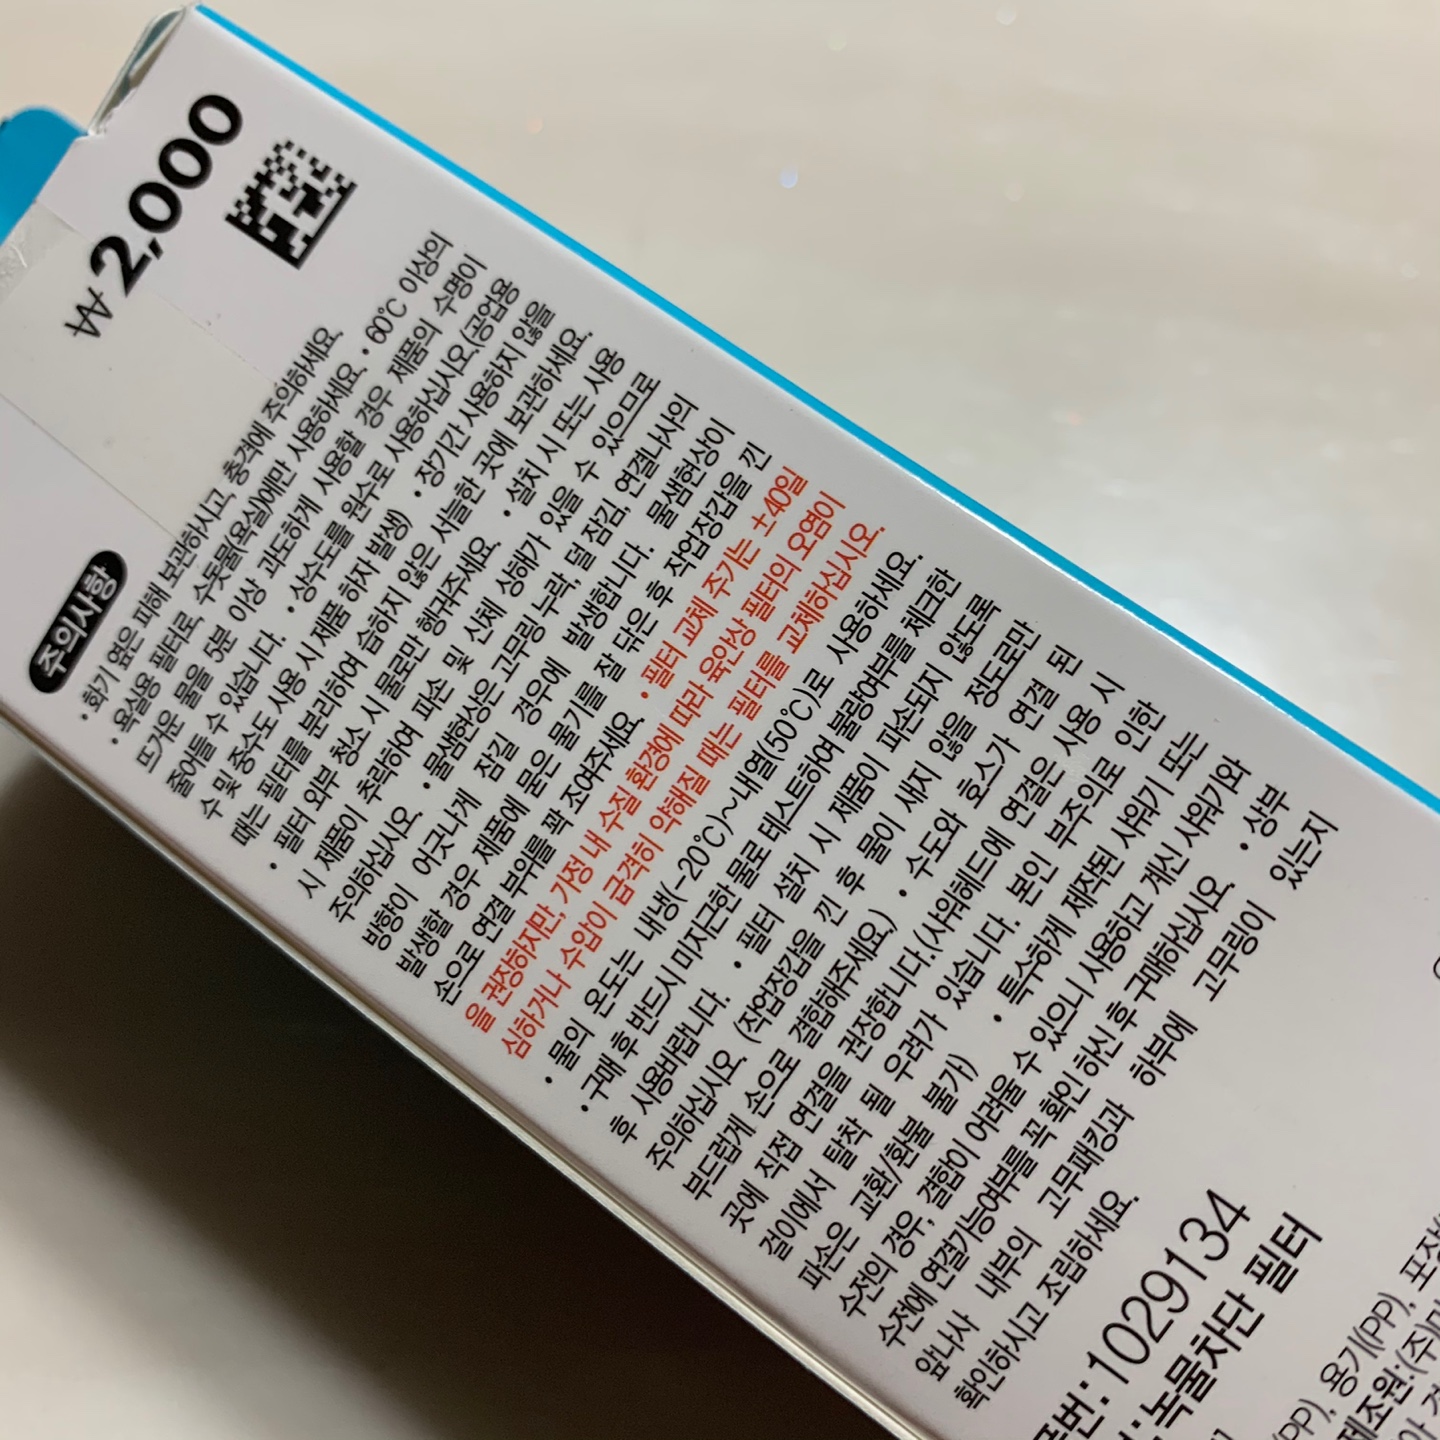 ₩2,000
주의사항
• 화기 옆은 피해 보관하시고, 충격에 주의하세요.
• 욕실용 필터로, 수돗물(욕실)에만 사용하세요. • 60℃ 이상의
뜨거운 물을 5분 이상 과도하게 사용할 경우 제품의 수명이
줄어들 수 있습니다. • 상수도를 원수로 사용하십시오.(공업용
수 및 중수도 사용 시 제품 하자 발생) • 장기간 사용하지 않을
때는 필터를 분리하여 습하지 않은 서늘한 곳에 보관하세요.
• 필터 외부 청소 시 물로만 헹궈주세요. • 설치 시 또는 사용
시 제품이 추락하여 파손 및 신체 상해가 있을 수 있으므로
주의하십시오. • 물샘현상은 고무링 누락, 덜 잠김, 연결나사의
방향이 어긋나게 잠길 경우에 발생합니다. 물샘현상이
발생할 경우 제품에 묻은 물기를 잘 닦은 후 작업장갑을 낀
손으로 연결 부위를 꽉 조여주세요. • 필터 교체 주기는 ±40일
을 권장하지만, 가정 내 수질 환경에 따라 육안상 필터의 오염이
심하거나 수압이 급격히 약해질 때는 필터를 교체하십시오.
• 물의 온도는 내냉(-20℃)~내열(50℃)로 사용하세요.
• 구매 후 반드시 미지근한 물로 테스트하여 불량여부를 체크한
후 사용바랍니다. • 필터 설치 시 제품이 파손되지 않도록
주의하십시오. (작업장갑을 낀 후 물이 새지 않을 정도로만
부드럽게 손으로 결합해주세요.) • 수도와 호스가 연결 된
곳에 직접 연결을 권장합니다.(샤워헤드에 연결은 사용 시
걸이에서 탈착 될 우려가 있습니다. 본인 부주의로 인한
파손은 교환/환불 불가) • 특수하게 제작된 샤워기 또는
수전의 경우, 결합이 어려울 수 있으니 사용하고 계신 샤워기와
수전에 연결가능여부를 꼭 확인 하신 후 구매하십시오. • 상부
앞나사 내부의 고무패킹과 하부에 고무링이 있는지
확인하시고 조립하세요.
품번: 1029134
: 녹물차단 필터
(PP), 용기(PP), 포장
제조원:(주)